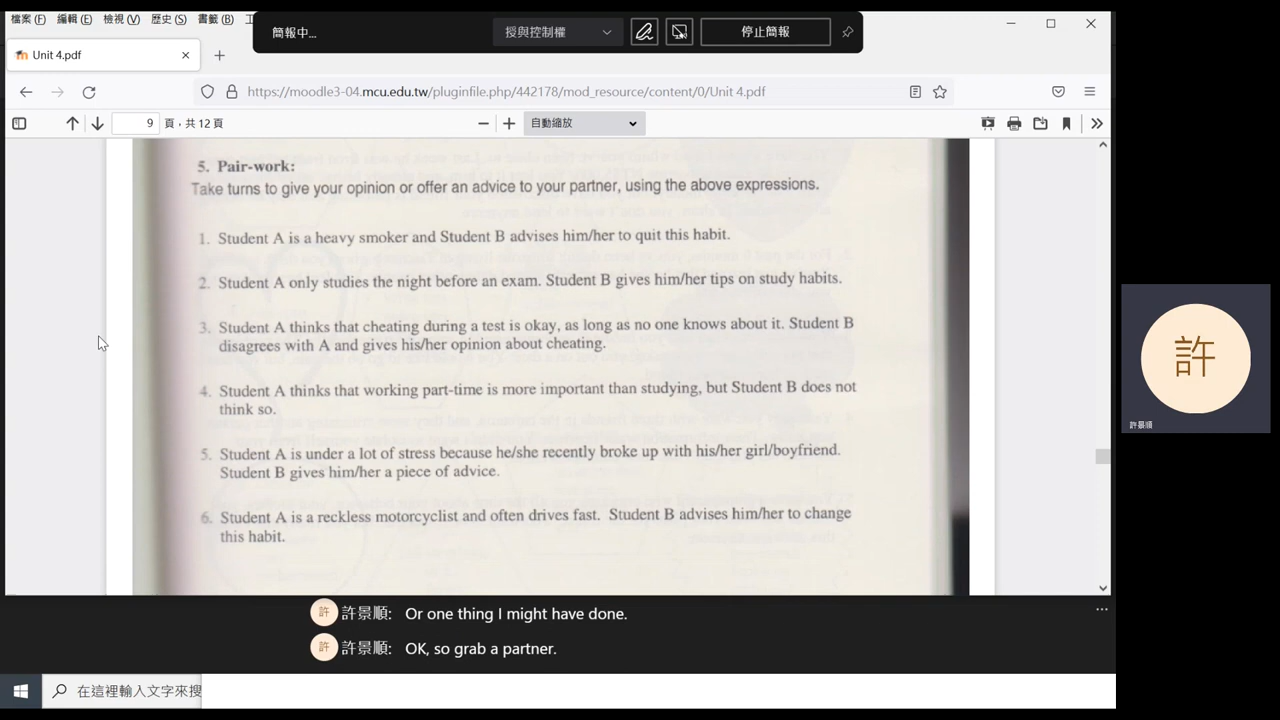 檔案 (F) 編輯 (E) 檢視 (V) 歷史 (S) 書籤 (B)
簡報中...
授與控制權
停止簡報
Unit 4.pdf
https://moodle3-04.mcu.edu.tw/pluginfile.php/442178/mod_resource/content/0/Unit 4.pdf
9 頁，共 12 頁
自動縮放
5. Pair-work:
Take turns to give your opinion or offer an advice to your partner, using the above expressions.
1. Student A is a heavy smoker and Student B advises him/her to quit this habit.
2. Student A only studies the night before an exam. Student B gives him/her tips on study habits.
3. Student A thinks that cheating during a test is okay, as long as no one knows about it. Student B
disagrees with A and gives his/her opinion about cheating.
4. Student A thinks that working part-time is more important than studying, but Student B does not
think so.
5. Student A is under a lot of stress because he/she recently broke up with his/her girl/boyfriend.
Student B gives him/her a piece of advice.
6. Student A is a reckless motorcyclist and often drives fast. Student B advises him/her to change
this habit.
許
許景順
許 許景順: Or one thing I might have done.
許 許景順: OK, so grab a partner.
在這裡輸入文字來搜